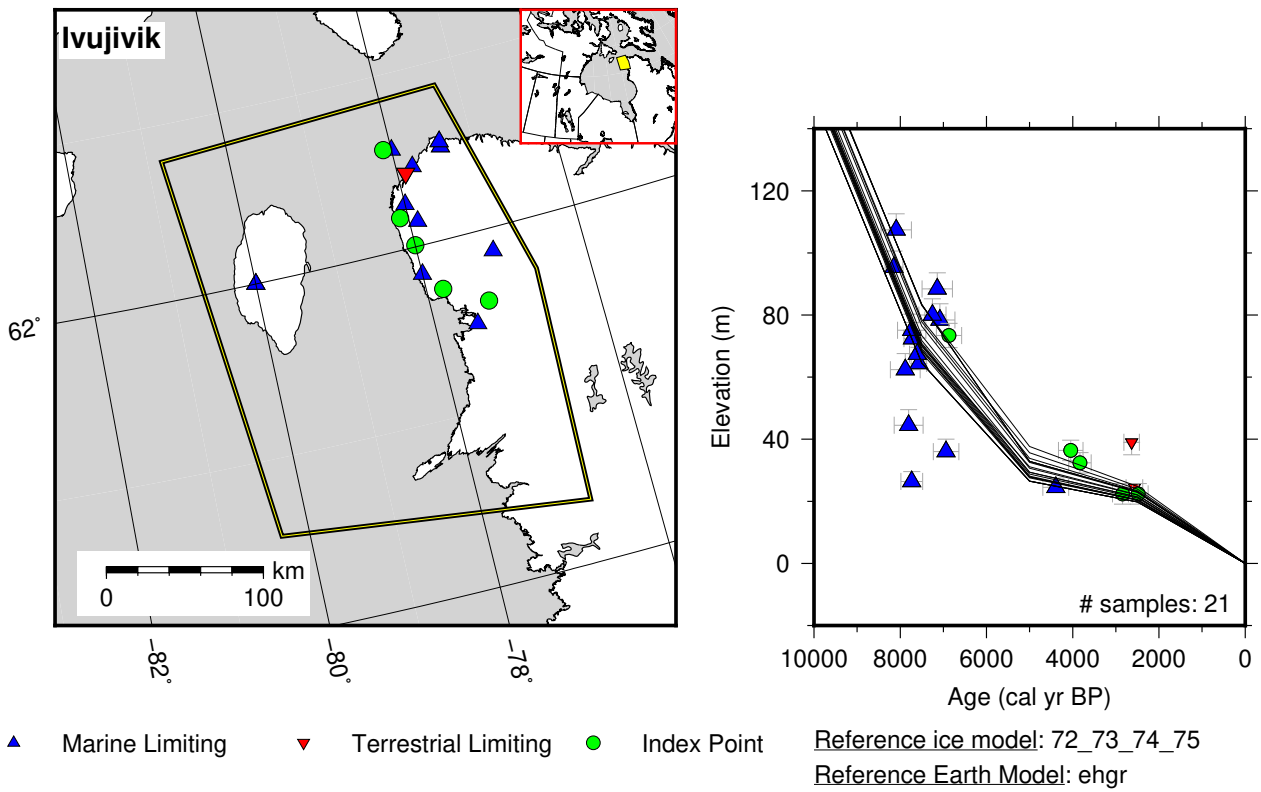 Ivujivik
62°
-82°
-80°
-78°
km
0 100
Elevation (m)
120
80
40
0
# samples: 21
10000 8000 6000 4000 2000 0
Age (cal yr BP)
Marine Limiting Terrestrial Limiting Index Point
Reference ice model: 72_73_74_75
Reference Earth Model: ehgr